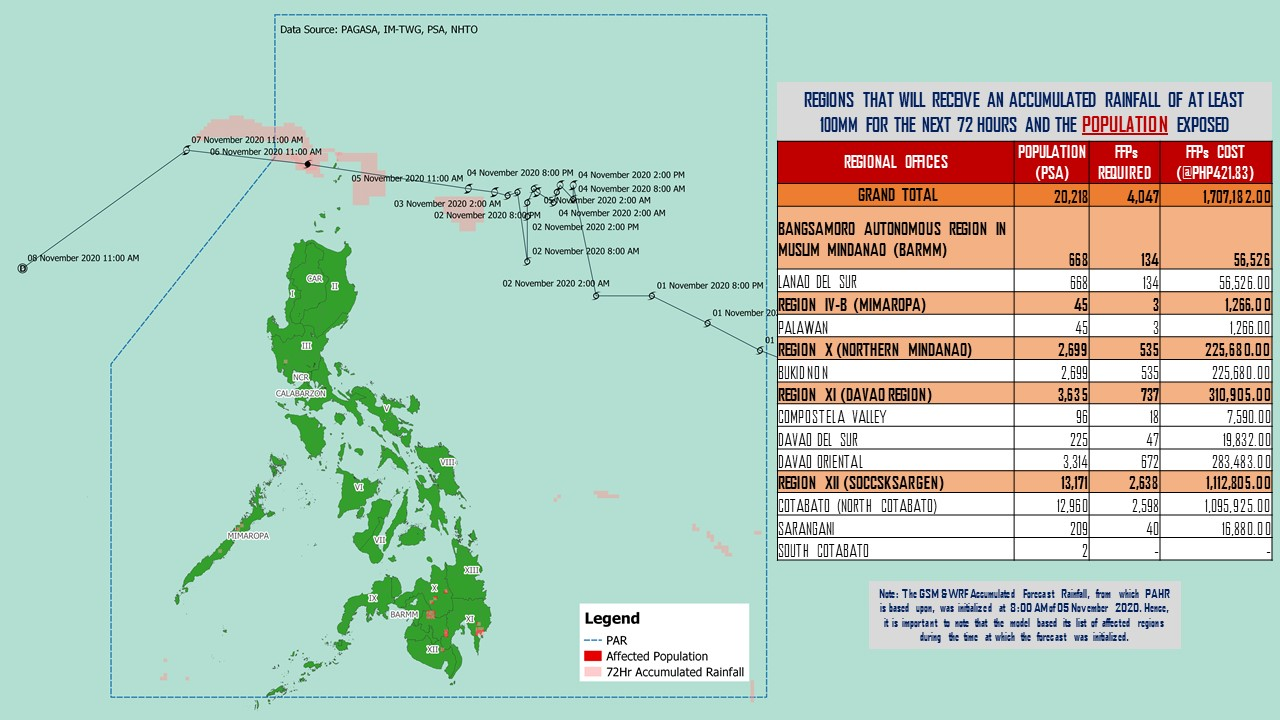 Data Source: PAGASA, IM-TWG, PSA, NHTO
07 November 2020 11:00 AM
06 November 2020 11:00 AM
05 November 2020 11:00 AM
04 November 2020 8:00 PM
04 November 2020 2:00 PM
04 November 2020 8:00 AM
03 November 2020 2:00 AM
2:00 AM
04 November 2020 2:00 AM
02 November 2020 8:00 PM
02 November 2020 2:00 PM
02 November 2020 8:00 AM
08 November 2020 11:00 AM
02 November 2020 2:00 AM
01 November 2020 8:00 PM
01 November 20
01
CAR
II
I
III
NCR
CALABARZON
V
VIII
VI
MIMAROPA
VII
XIII
X
IX
BARMM
XI
XII
Legend
PAR
Affected Population
72Hr Accumulated Rainfall
REGIONS THAT WILL RECEIVE AN ACCUMULATED RAINFALL OF AT LEAST
100MM FOR THE NEXT 72 HOURS AND THE POPULATION EXPOSED
REGIONAL OFFICES POPULATION (PSA) FFPs REQUIRED FFPs COST (@PHP421.83)
GRAND TOTAL 20,218 4,047 1,707,182.00
BANGSAMORO AUTONOMOUS REGION IN
MUSLIM MINDANAO (BARMM) 668 134 56,526
LANAO DEL SUR 668 134 56,526.00
REGION IV-B (MIMAROPA) 45 3 1,266.00
PALAWAN 45 3 1,266.00
REGION X (NORTHERN MINDANAO) 2,699 535 225,680.00
BUKIDNON 2,699 535 225,680.00
REGION XI (DAVAO REGION) 3,635 737 310,905.00
COMPOSTELA VALLEY 96 18 7,590.00
DAVAO DEL SUR 225 47 19,832.00
DAVAO ORIENTAL 3,314 672 283,483.00
REGION XII (SOCCSKSARGEN) 13,171 2,638 1,112,805.00
COTABATO (NORTH COTABATO) 12,960 2,598 1,095,925.00
SARANGANI 209 40 16,880.00
SOUTH COTABATO 2 - -
Note: The GSM & WRF Accumulated Forecast Rainfall, from which PAHR
is based upon, was initialized at 8:00 AM of 05 November 2020. Hence,
it is important to note that the model based its list of affected regions
during the time at which the forecast was initialized.